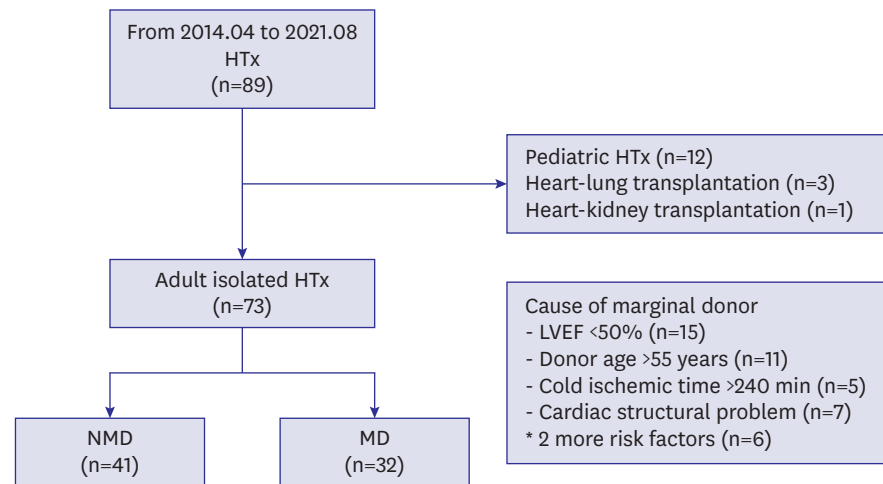 From 2014.04 to 2021.08
HTx
(n=89)
Pediatric HTx (n=12)
Heart-lung transplantation (n=3)
Heart-kidney transplantation (n=1)
Adult isolated HTx
(n=73)
Cause of marginal donor
- LVEF <50% (n=15)
- Donor age >55 years (n=11)
- Cold ischemic time >240 min (n=5)
- Cardiac structural problem (n=7)
* 2 more risk factors (n=6)
NMD
(n=41)
MD
(n=32)